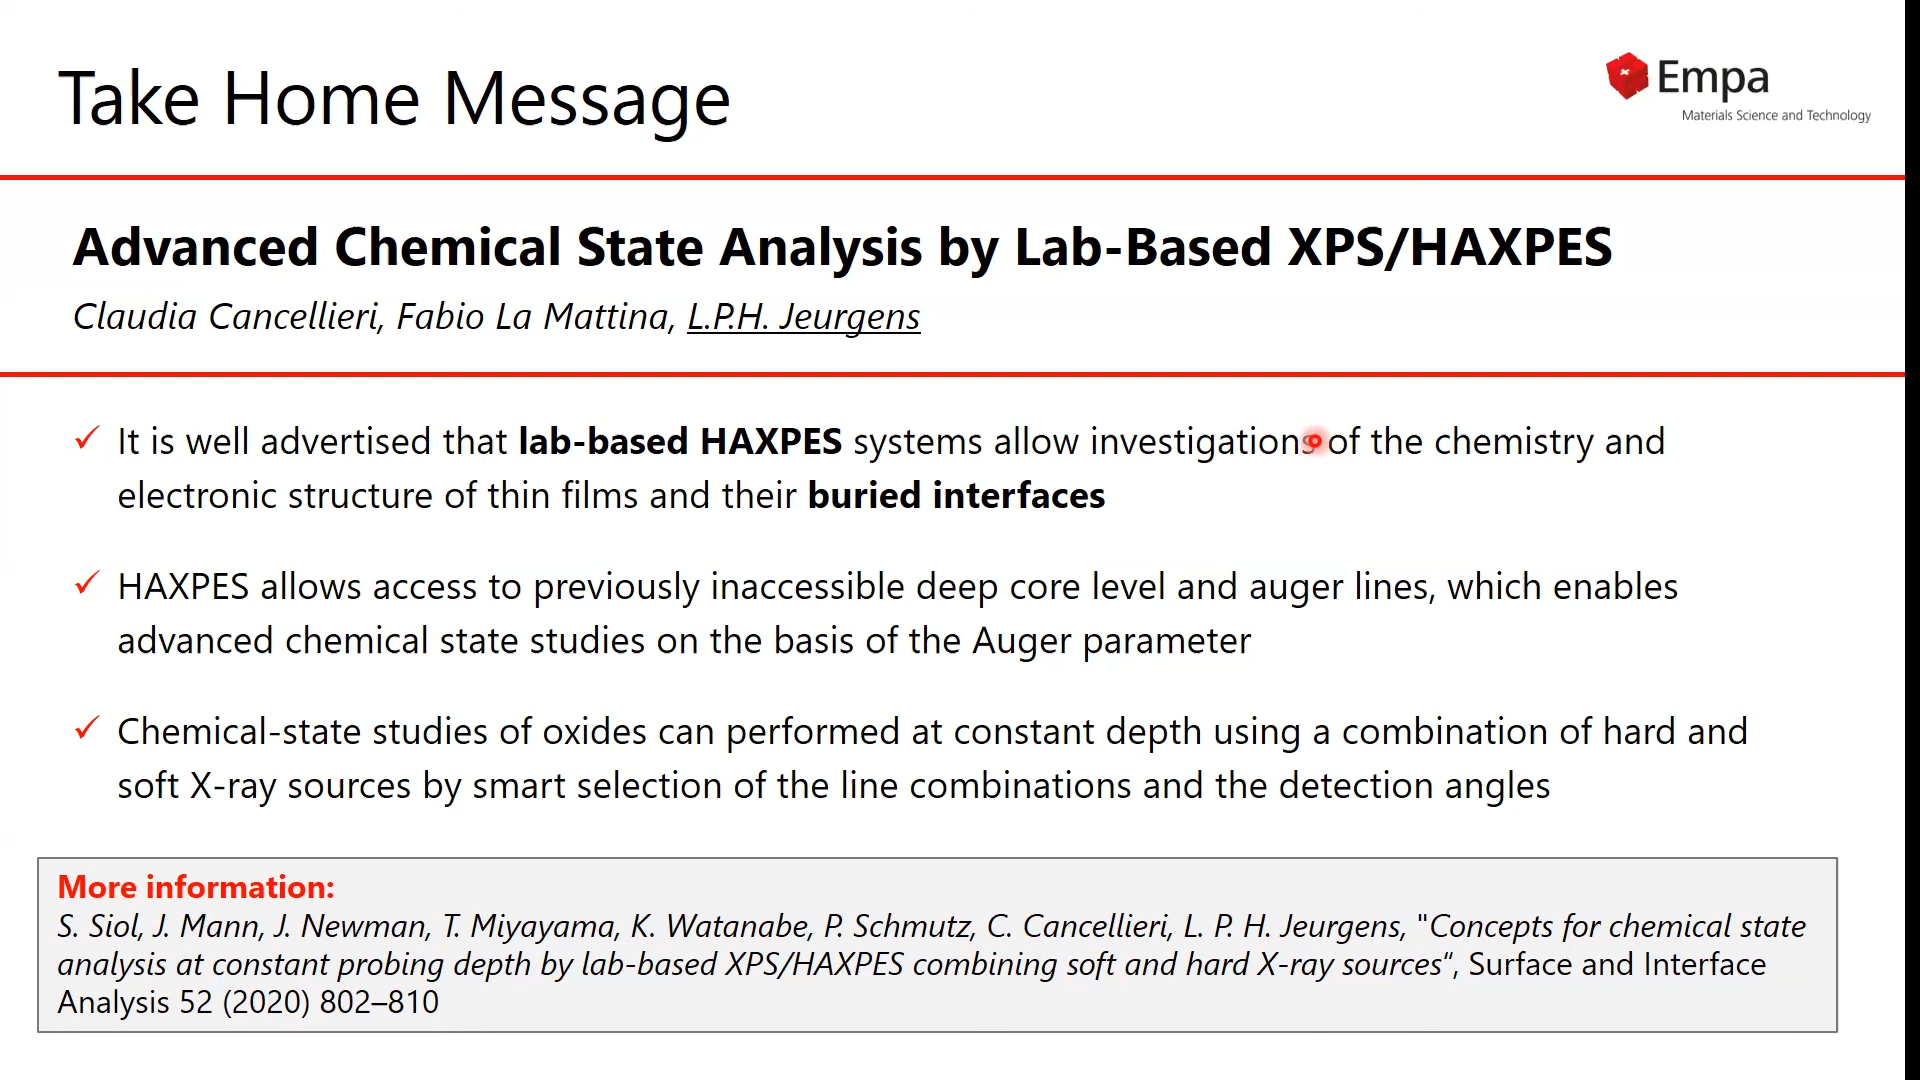 Take Home Message
Empa
Materials Science and Technology
Advanced Chemical State Analysis by Lab-Based XPS/HAXPES
Claudia Cancellieri, Fabio La Mattina, L.P.H. Jeurgens
✓ It is well advertised that lab-based HAXPES systems allow investigations of the chemistry and
electronic structure of thin films and their buried interfaces
✓ HAXPES allows access to previously inaccessible deep core level and auger lines, which enables
advanced chemical state studies on the basis of the Auger parameter
✓ Chemical-state studies of oxides can performed at constant depth using a combination of hard and
soft X-ray sources by smart selection of the line combinations and the detection angles
More information:
S. Siol, J. Mann, J. Newman, T. Miyayama, K. Watanabe, P. Schmutz, C. Cancellieri, L. P. H. Jeurgens, "Concepts for chemical state
analysis at constant probing depth by lab-based XPS/HAXPES combining soft and hard X-ray sources“, Surface and Interface
Analysis 52 (2020) 802–810